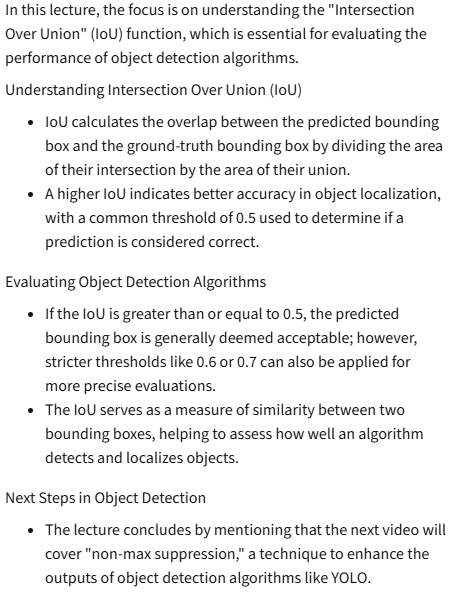 In this lecture, the focus is on understanding the "Intersection
Over Union" (IoU) function, which is essential for evaluating the
performance of object detection algorithms.
Understanding Intersection Over Union (IoU)
• IoU calculates the overlap between the predicted bounding
box and the ground-truth bounding box by dividing the area
of their intersection by the area of their union.
• A higher IoU indicates better accuracy in object localization,
with a common threshold of 0.5 used to determine if a
prediction is considered correct.
Evaluating Object Detection Algorithms
• If the IoU is greater than or equal to 0.5, the predicted
bounding box is generally deemed acceptable; however,
stricter thresholds like 0.6 or 0.7 can also be applied for
more precise evaluations.
• The IoU serves as a measure of similarity between two
bounding boxes, helping to assess how well an algorithm
detects and localizes objects.
Next Steps in Object Detection
• The lecture concludes by mentioning that the next video will
cover "non-max suppression," a technique to enhance the
outputs of object detection algorithms like YOLO.